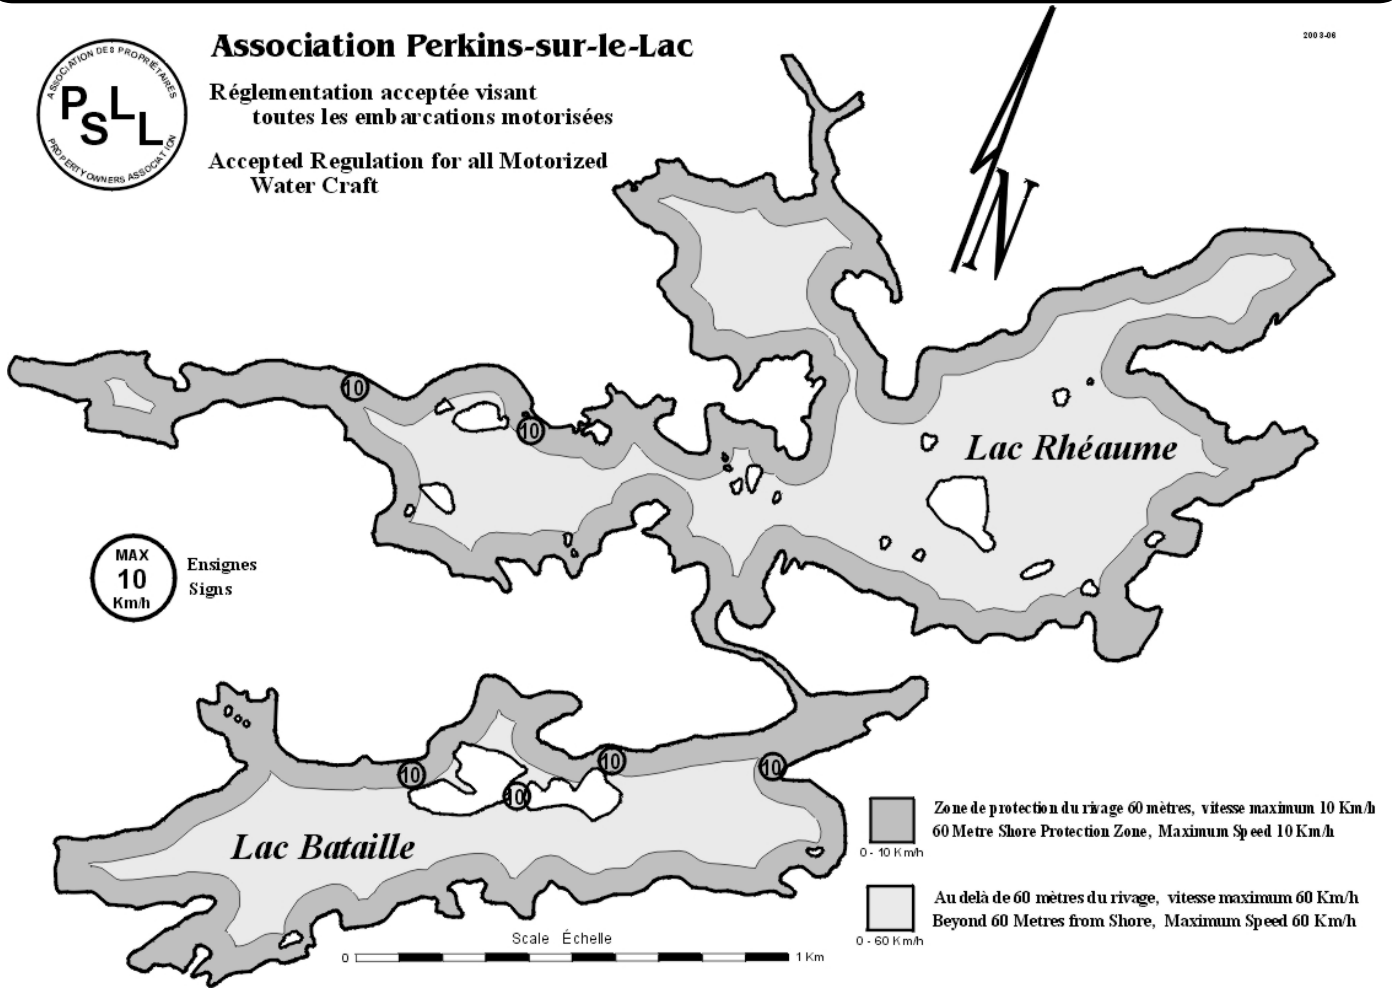 Association Perkins-sur-le-Lac
2003-06
ASSOCIATION DES PROPRIÉTAIRES
PSLL
PROPERTY OWNERS ASSOCIATION
Réglementation acceptée visant
toutes les embarcations motorisées
Accepted Regulation for all Motorized
Water Craft
N
10
10
Lac Rhéaume
MAX
10
Km/h
Ensignes
Signs
10
10
10
10
Lac Bataille
Zone de protection du rivage 60 mètres, vitesse maximum 10 Km/h
60 Metre Shore Protection Zone, Maximum Speed 10 Km/h
0 - 10 Km/h
Au delà de 60 mètres du rivage, vitesse maximum 60 Km/h
Beyond 60 Metres from Shore, Maximum Speed 60 Km/h
0 - 60 Km/h
Scale Échelle
0 1 Km